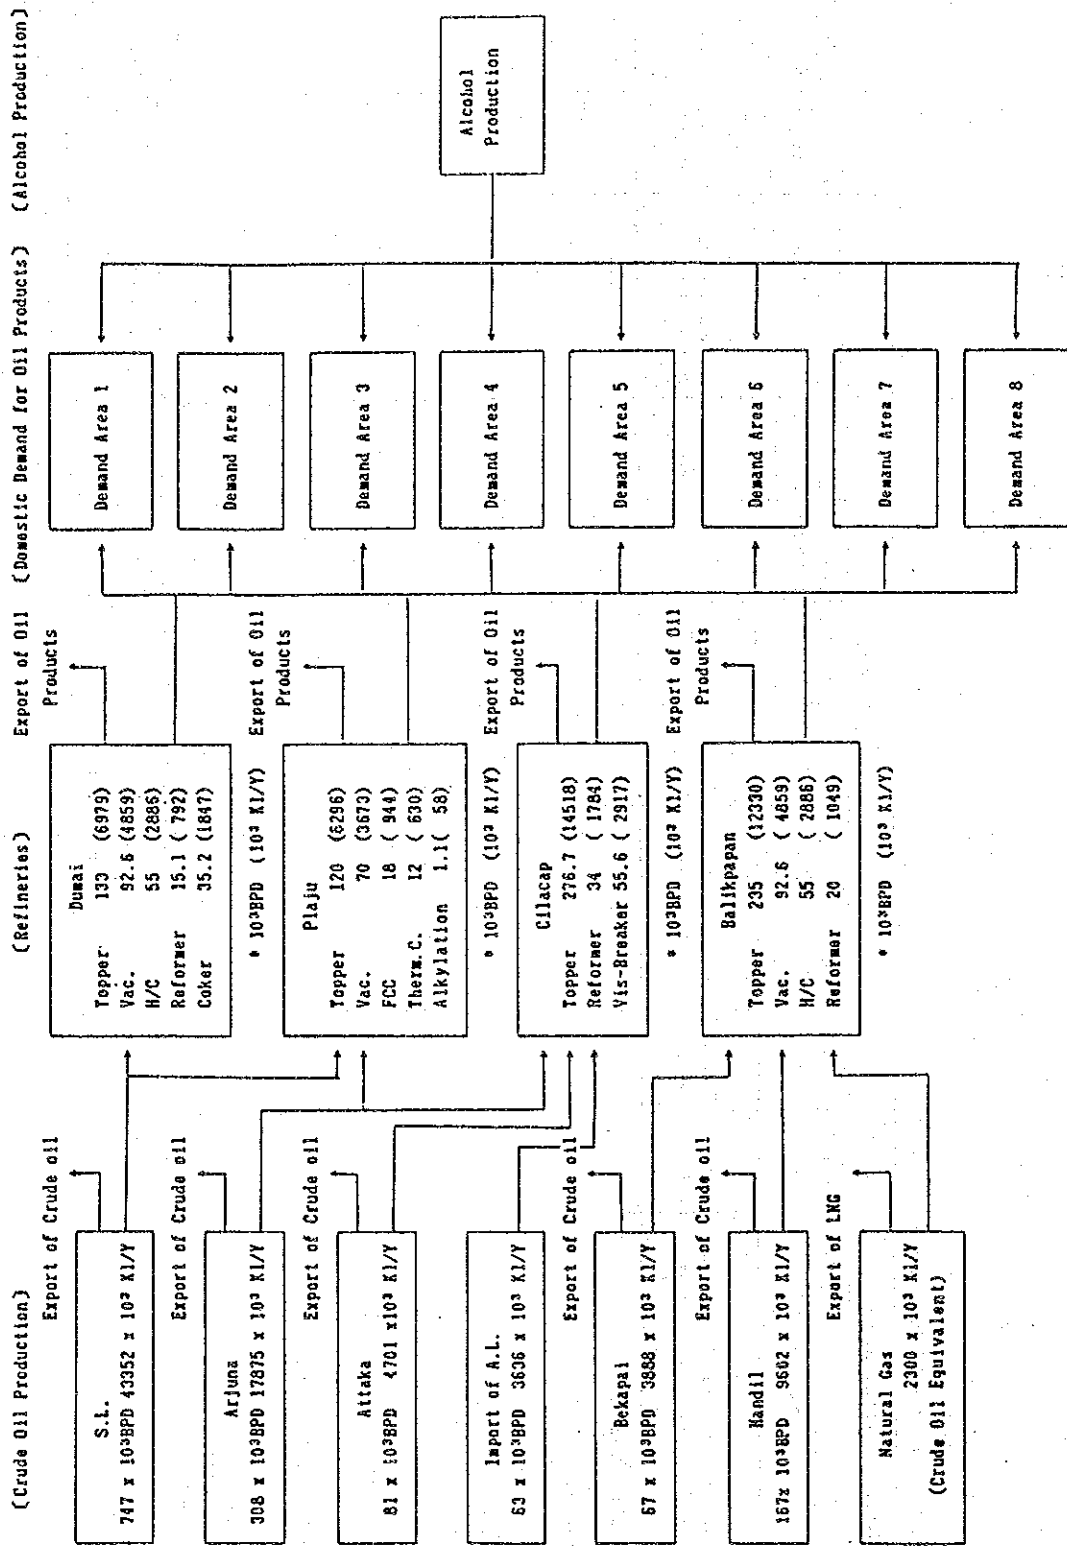 (Crude Oil Production)
(Refineries)
(Domestic Demand for Oil Products)
(Alcohol Production)
Export of Crude oil
S.L.
747 x 10³BPD 43352 x 10³ Kl/Y
Export of Crude oil
Arjuna
308 x 10³BPD 17875 x 10³ Kl/Y
Export of Crude oil
Attaka
81 x 10³BPD 4701 x10³ Kl/Y
Import of A.L.
63 x 10³BPD 3636 x 10³ Kl/Y
Export of Crude oil
Bekapai
67 x 10³BPD 3888 x 10³ Kl/Y
Export of Crude oil
Handil
167x 10³BPD 9662 x 10³ Kl/Y
Export of LNG
Natural Gas
2300 x 10³ Kl/Y
(Crude Oil Equivalent)
Export of Oil
Products
Dumai
Topper 133 (6979)
Vac. 92.6 (4859)
H/C 55 (2886)
Reformer 15.1 ( 792)
Coker 35.2 (1847)
* 10³BPD (10³ Kl/Y)
Export of Oil
Products
Plaju
Topper 120 (6296)
Vac. 70 (3673)
FCC 18 ( 944)
Therm.C. 12 ( 630)
Alkylation 1.1( 58)
* 10³BPD (10³ Kl/Y)
Export of Oil
Products
Cilacap
Topper 276.7 (14518)
Reformer 34 ( 1784)
Vis-Breaker 55.6 ( 2917)
* 10³BPD (10³ Kl/Y)
Export of Oil
Products
Balikpapan
Topper 235 (12330)
Vac. 92.6 ( 4859)
H/C 55 ( 2886)
Reformer 20 ( 1049)
* 10³BPD (10³ Kl/Y)
Demand Area 1
Demand Area 2
Demand Area 3
Demand Area 4
Demand Area 5
Demand Area 6
Demand Area 7
Demand Area 8
Alcohol
Production